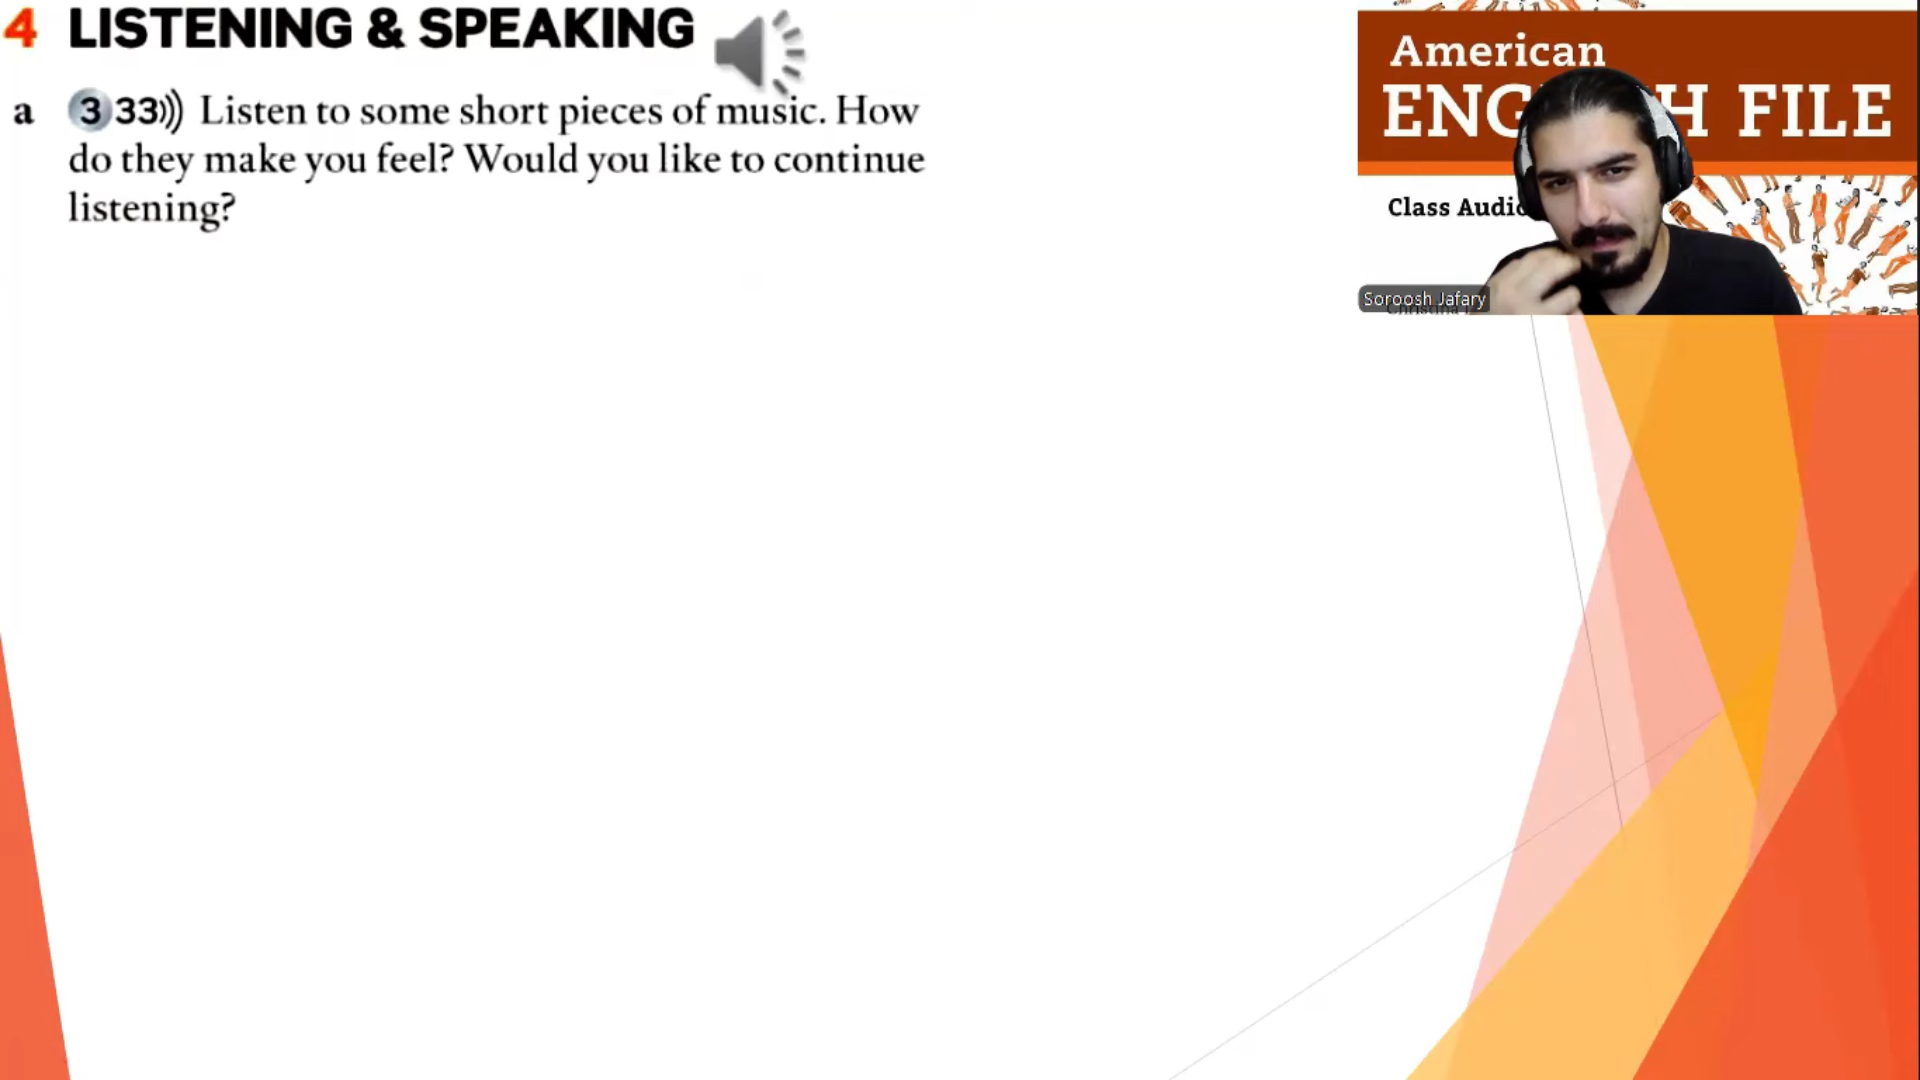 4 LISTENING & SPEAKING
a 3 33))) Listen to some short pieces of music. How
do they make you feel? Would you like to continue
listening?
American
ENG H FILE
Class Audio
Soroosh Jafary